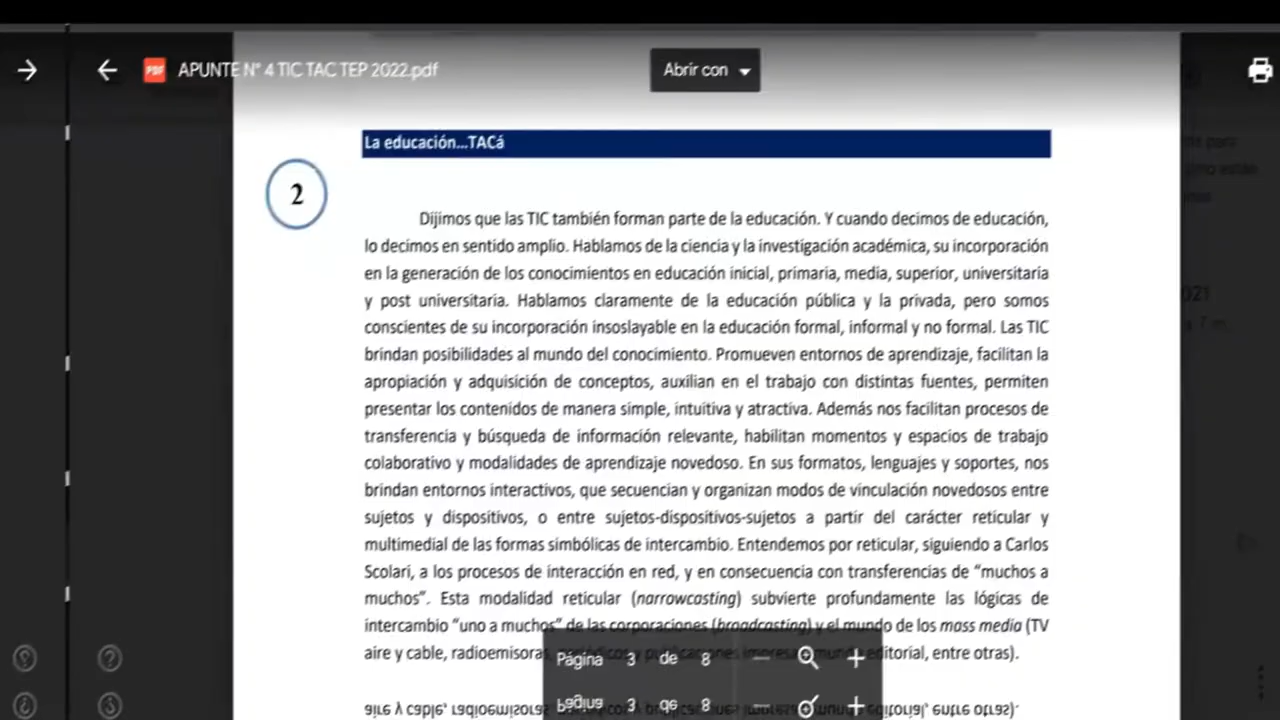 APUNTE N° 4 TIC TAC TEP 2022.pdf
Abrir con
La educación...TACá
2
Dijimos que las TIC también forman parte de la educación. Y cuando decimos de educación,
lo decimos en sentido amplio. Hablamos de la ciencia y la investigación académica, su incorporación
en la generación de los conocimientos en educación inicial, primaria, media, superior, universitaria
y post universitaria. Hablamos claramente de la educación pública y la privada, pero somos
conscientes de su incorporación insoslayable en la educación formal, informal y no formal. Las TIC
brindan posibilidades al mundo del conocimiento. Promueven entornos de aprendizaje, facilitan la
apropiación y adquisición de conceptos, auxilian en el trabajo con distintas fuentes, permiten
presentar los contenidos de manera simple, intuitiva y atractiva. Además nos facilitan procesos de
transferencia y búsqueda de información relevante, habilitan momentos y espacios de trabajo
colaborativo y modalidades de aprendizaje novedoso. En sus formatos, lenguajes y soportes, nos
brindan entornos interactivos, que secuencian y organizan modos de vinculación novedosos entre
sujetos y dispositivos, o entre sujetos-dispositivos-sujetos a partir del carácter reticular y
multimedial de las formas simbólicas de intercambio. Entendemos por reticular, siguiendo a Carlos
Scolari, a los procesos de interacción en red, y en consecuencia con transferencias de “muchos a
muchos”. Esta modalidad reticular (narrowcasting) subvierte profundamente las lógicas de
intercambio “uno a muchos” de las corporaciones (broadcasting) y el mundo de los mass media (TV
aire y cable, radioemisoras, editorial, entre otras).
Página 3 de 8